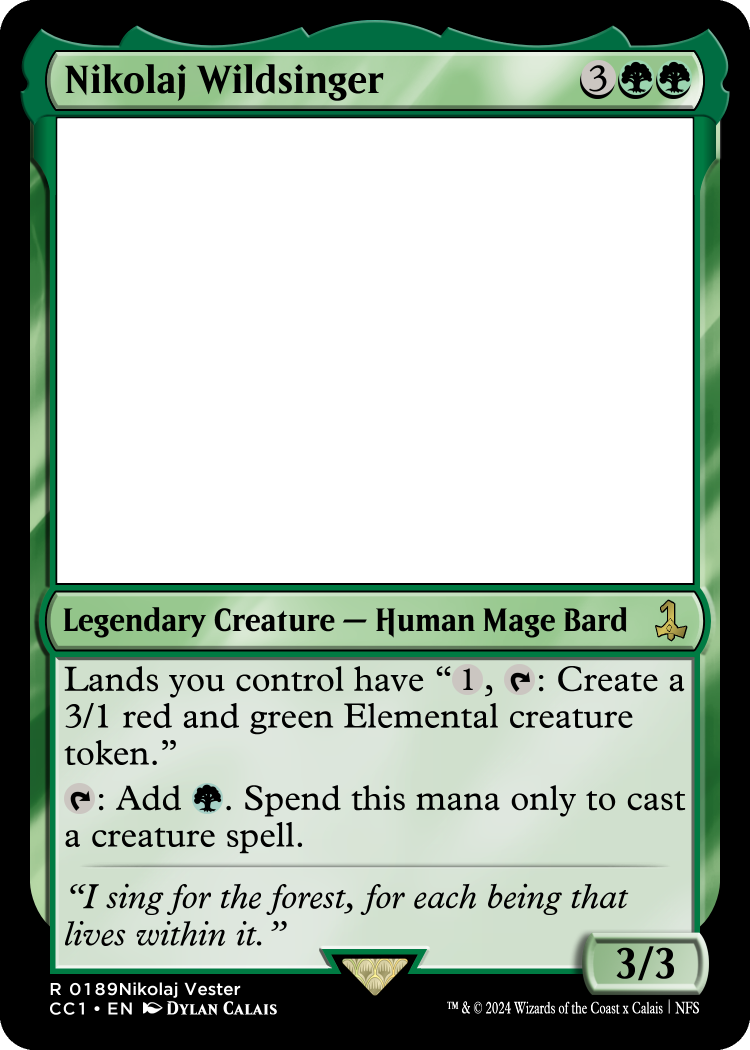 Nikolaj Wildsinger 3
Legendary Creature — Human Mage Bard
Lands you control have “1, : Create a
3/1 red and green Elemental creature
token.”
: Add . Spend this mana only to cast
a creature spell.
“I sing for the forest, for each being that
lives within it.”
3/3
R 0189Nikolaj Vester
CC1 • EN DYLAN CALAIS
™ & © 2024 Wizards of the Coast x Calais | NFS